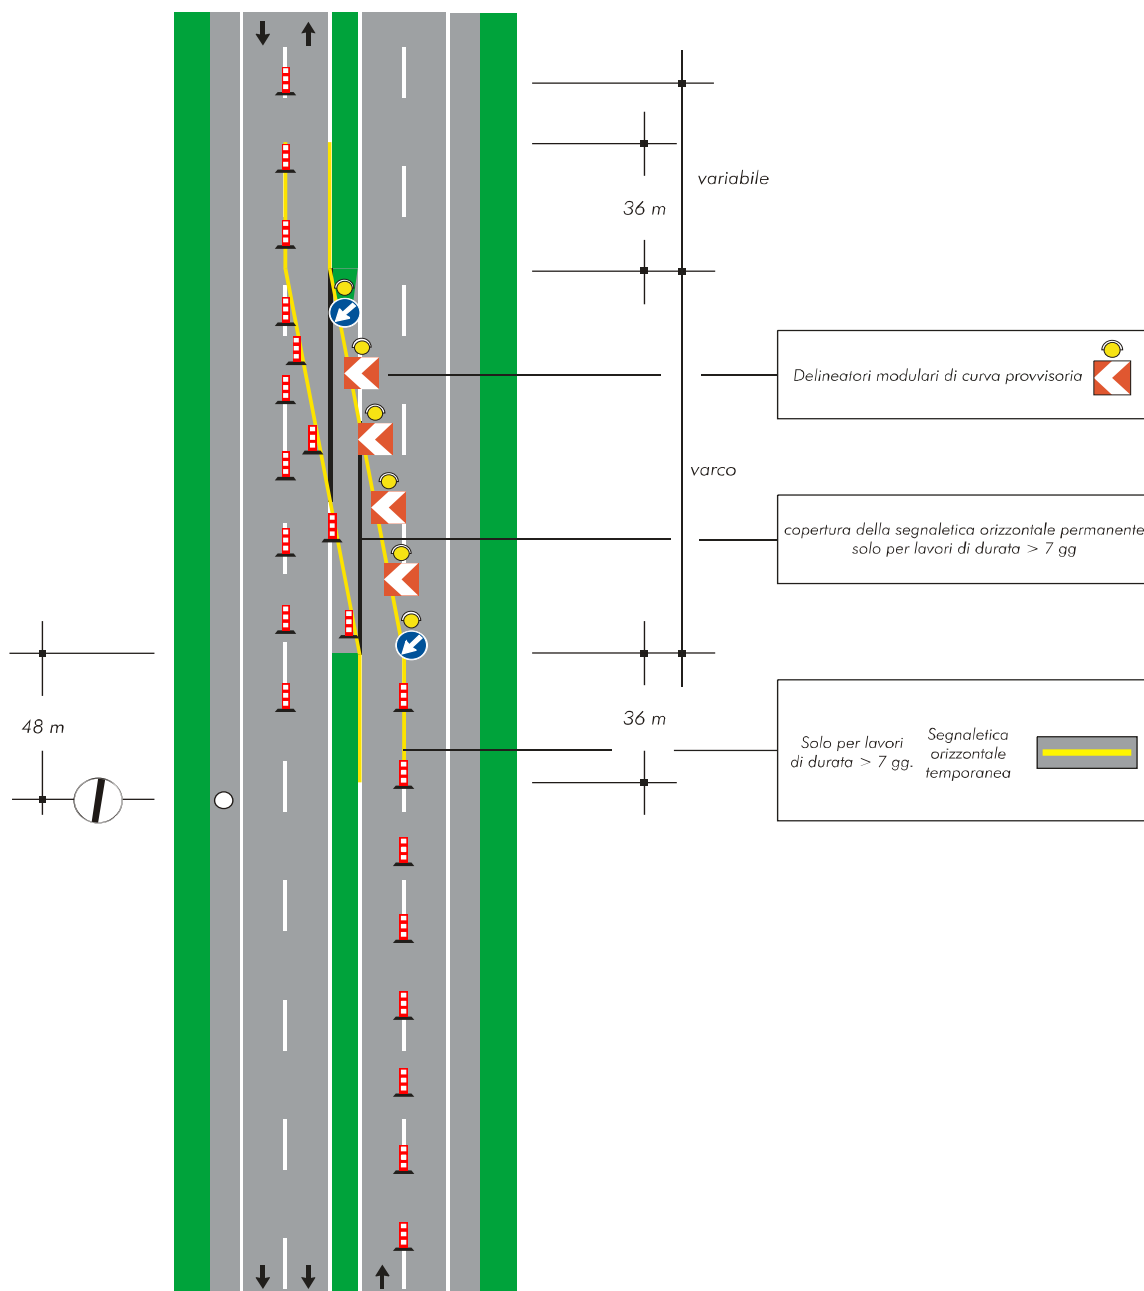 variabile
36 m
Delineatori modulari di curva provvisoria
varco
copertura della segnaletica orizzontale permanente
solo per lavori di durata > 7 gg
48 m
36 m
Solo per lavori
di durata > 7 gg.
Segnaletica
orizzontale
temporanea